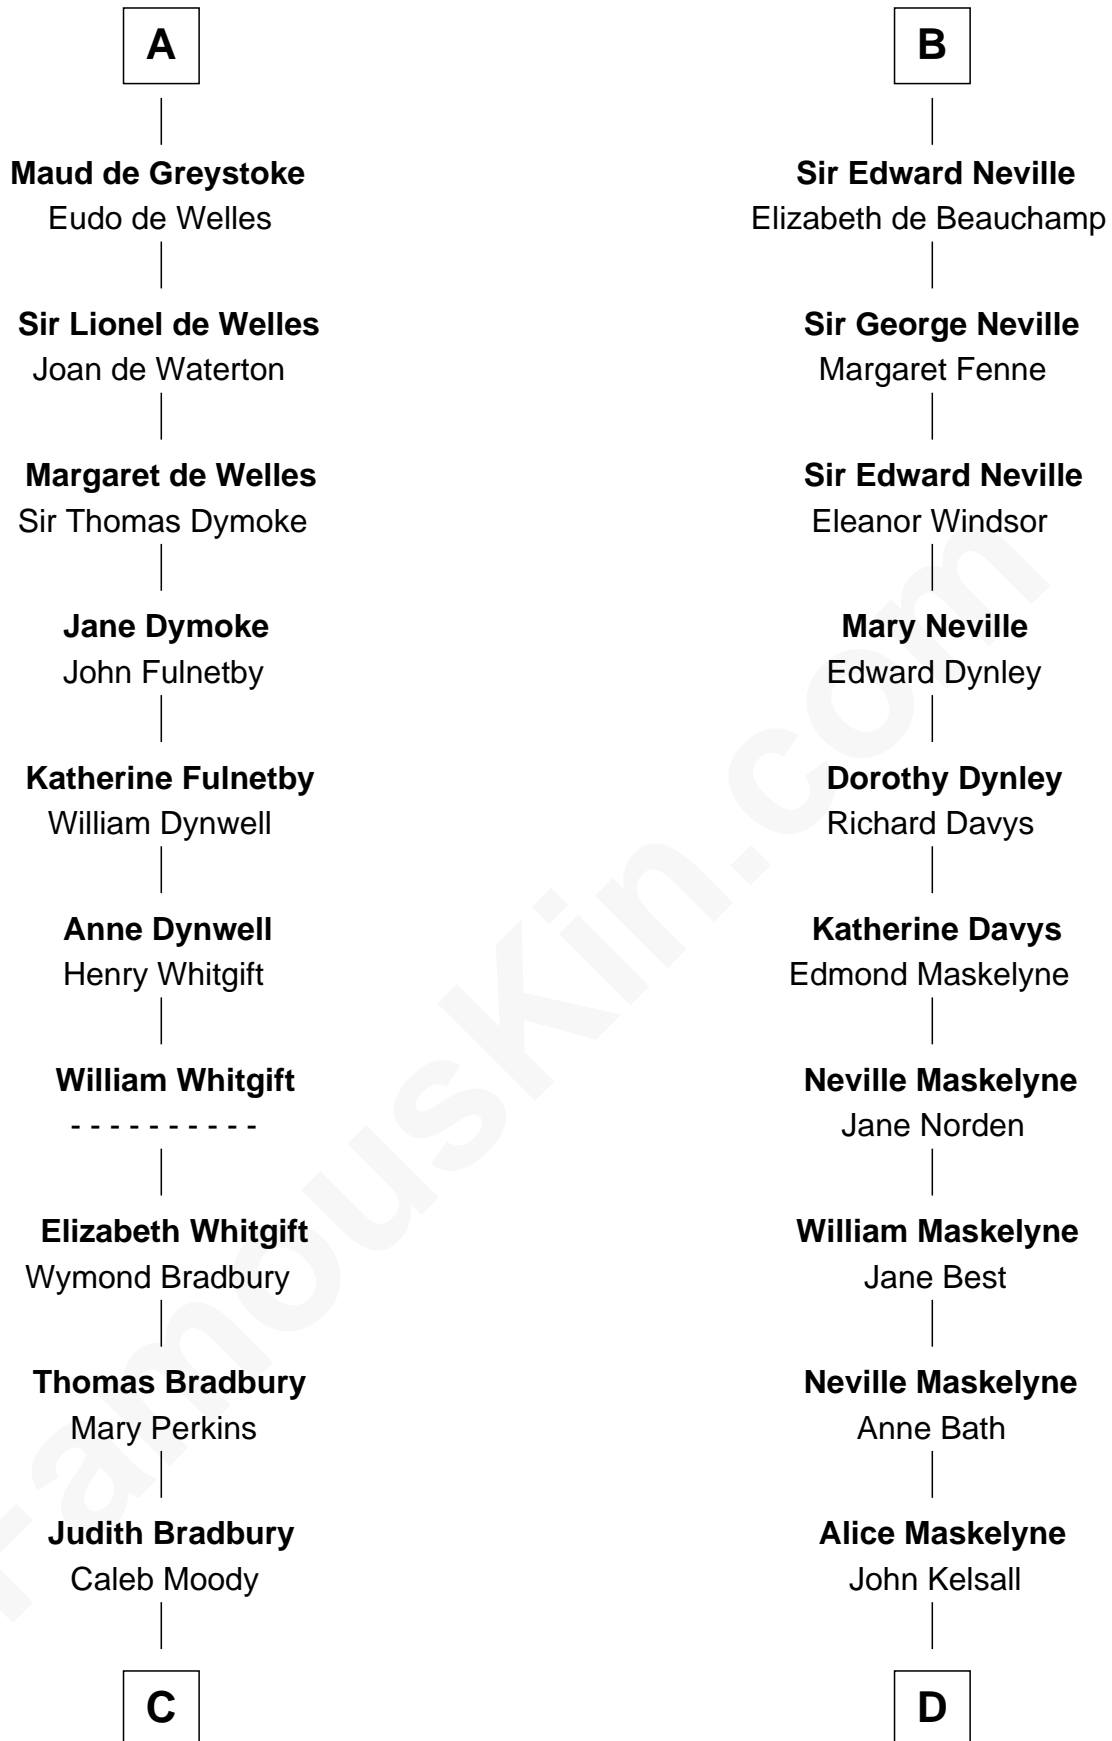 A
Maud de Greystoke
Eudo de Welles
Sir Lionel de Welles
Joan de Waterton
Margaret de Welles
Sir Thomas Dymoke
Jane Dymoke
John Fulnetby
Katherine Fulnetby
William Dynwell
Anne Dynwell
Henry Whitgift
William Whitgift
- - - - - - - - - -
Elizabeth Whitgift
Wymond Bradbury
Thomas Bradbury
Mary Perkins
Judith Bradbury
Caleb Moody
C
B
Sir Edward Neville
Elizabeth de Beauchamp
Sir George Neville
Margaret Fenne
Sir Edward Neville
Eleanor Windsor
Mary Neville
Edward Dynley
Dorothy Dynley
Richard Davys
Katherine Davys
Edmond Maskelyne
Neville Maskelyne
Jane Norden
William Maskelyne
Jane Best
Neville Maskelyne
Anne Bath
Alice Maskelyne
John Kelsall
D
FamousKin.com